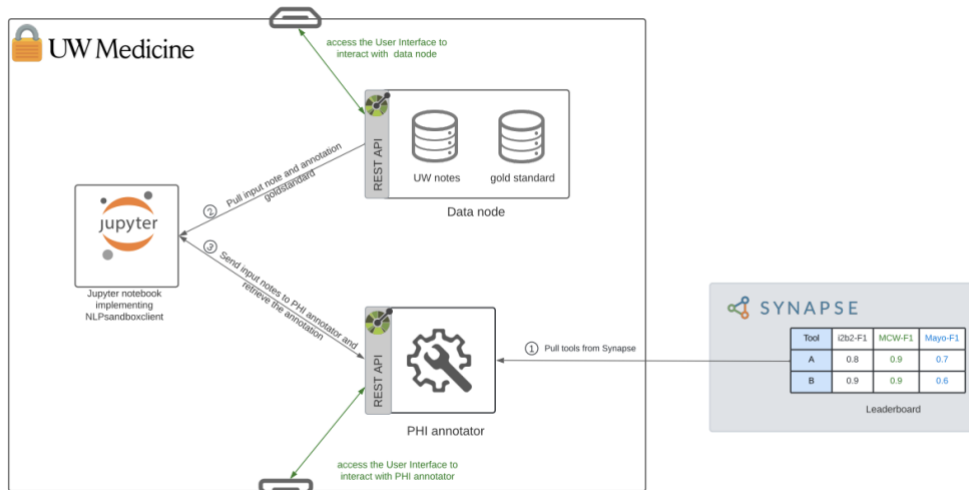 UW Medicine
access the User Interface to
interact with  data node
REST API
UW notes
gold standard
Data node
② Pull input note and annotation
goldstandard
jupyter
Jupyter notebook
implementing
NLPsandboxclient
③ Send input notes to PHI annotator and
retrieve the annotation
REST API
PHI annotator
① Pull tools from Synapse
access the User Interface to
interact with PHI annotator
SYNAPSE
Tool i2b2-F1 MCW-F1 Mayo-F1
A 0.8 0.9 0.7
B 0.9 0.9 0.6
Leaderboard